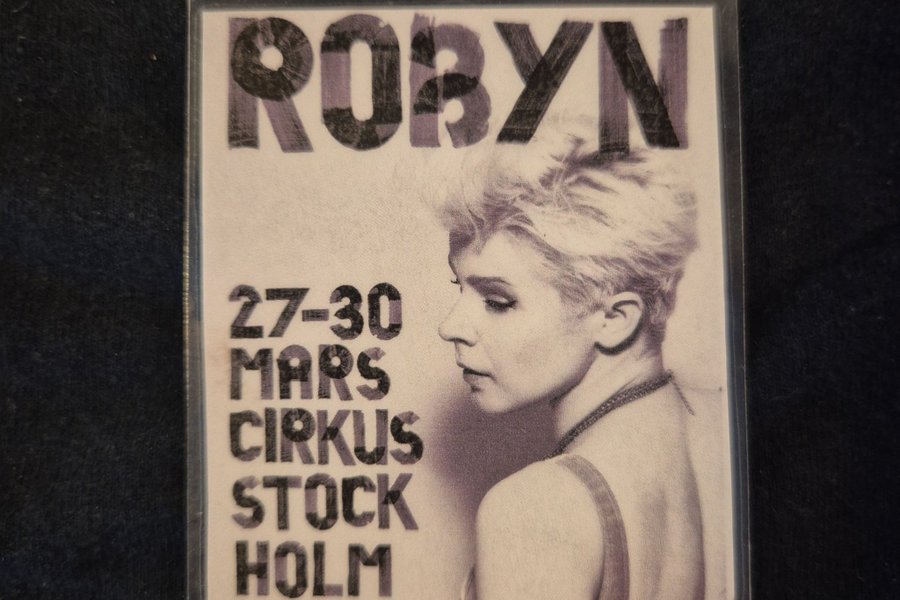 ROBYN
27-30
MARS
CIRKUS
STOCK
HOLM